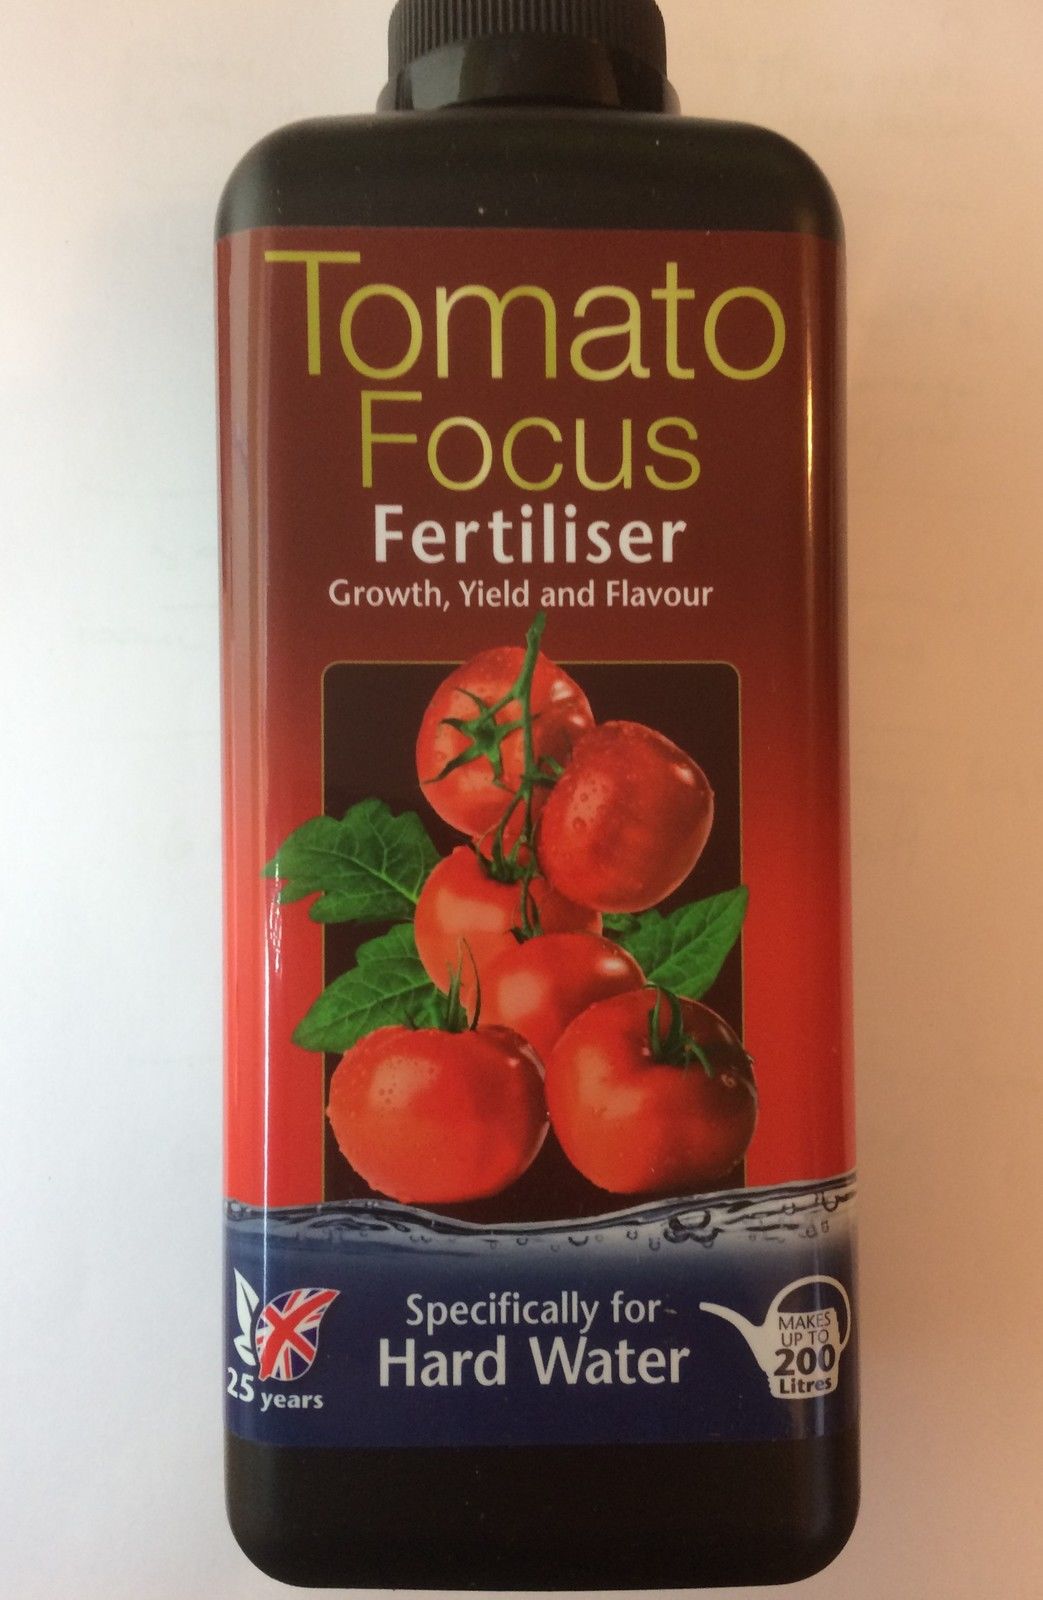 Tomato
Focus
Fertiliser
Growth, Yield and Flavour
25 years
Specifically for
Hard Water
MAKES
UP TO
200
Litres